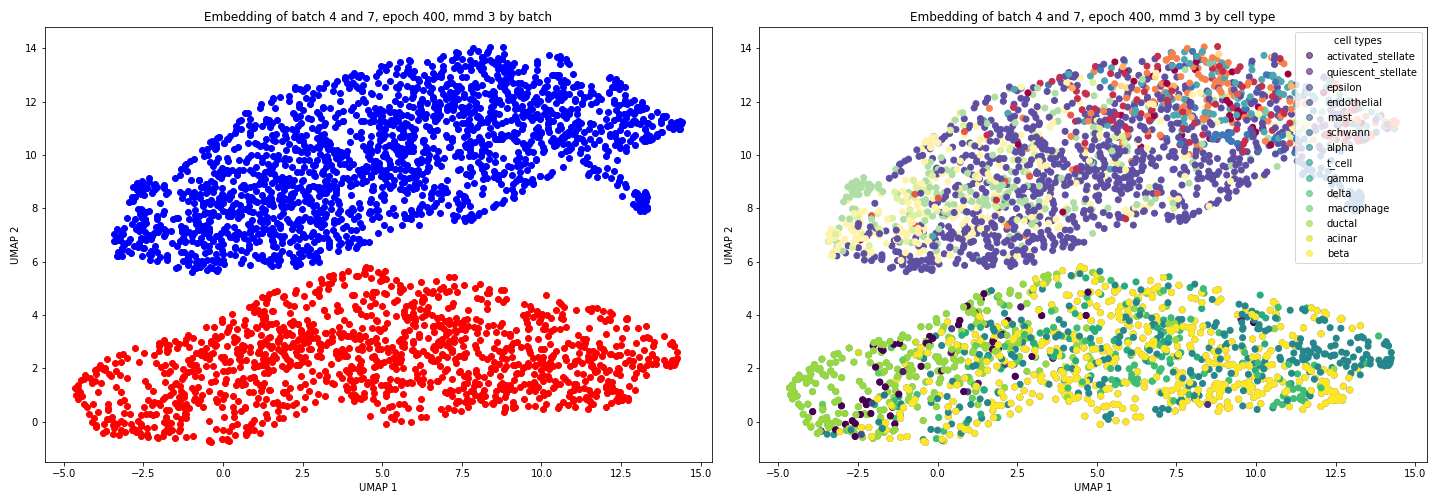 Embedding of batch 4 and 7, epoch 400, mmd 3 by batch
14
12
10
8
6
4
2
0
UMAP 2
−5.0
−2.5
0.0
2.5
5.0
7.5
10.0
12.5
15.0
UMAP 1
Embedding of batch 4 and 7, epoch 400, mmd 3 by cell type
14
12
10
8
6
4
2
0
UMAP 2
−5.0
−2.5
0.0
2.5
5.0
7.5
10.0
12.5
15.0
UMAP 1
cell types
activated_stellate
quiescent_stellate
epsilon
endothelial
mast
schwann
alpha
t_cell
gamma
delta
macrophage
ductal
acinar
beta